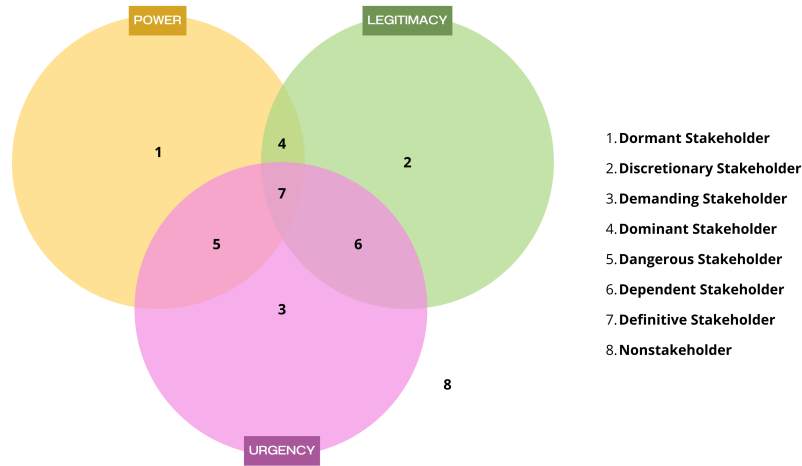 POWER
LEGITIMACY
1
4
2
7
5
6
3
8
URGENCY
1. Dormant Stakeholder
2. Discretionary Stakeholder
3. Demanding Stakeholder
4. Dominant Stakeholder
5. Dangerous Stakeholder
6. Dependent Stakeholder
7. Definitive Stakeholder
8. Nonstakeholder